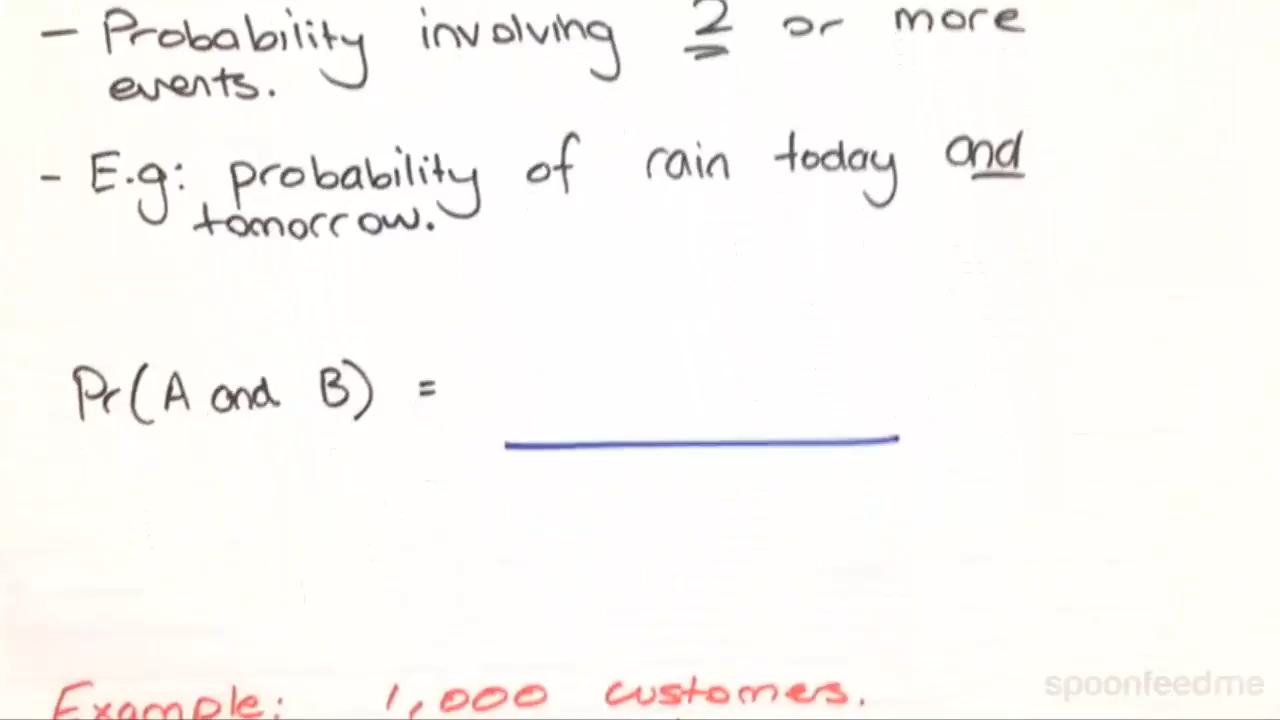 - Probability involving 2 or more
events.
- E.g: probability of rain today and
tomorrow.
Pr(A and B) =
Example: 1,000 customers.
spoonfeedme